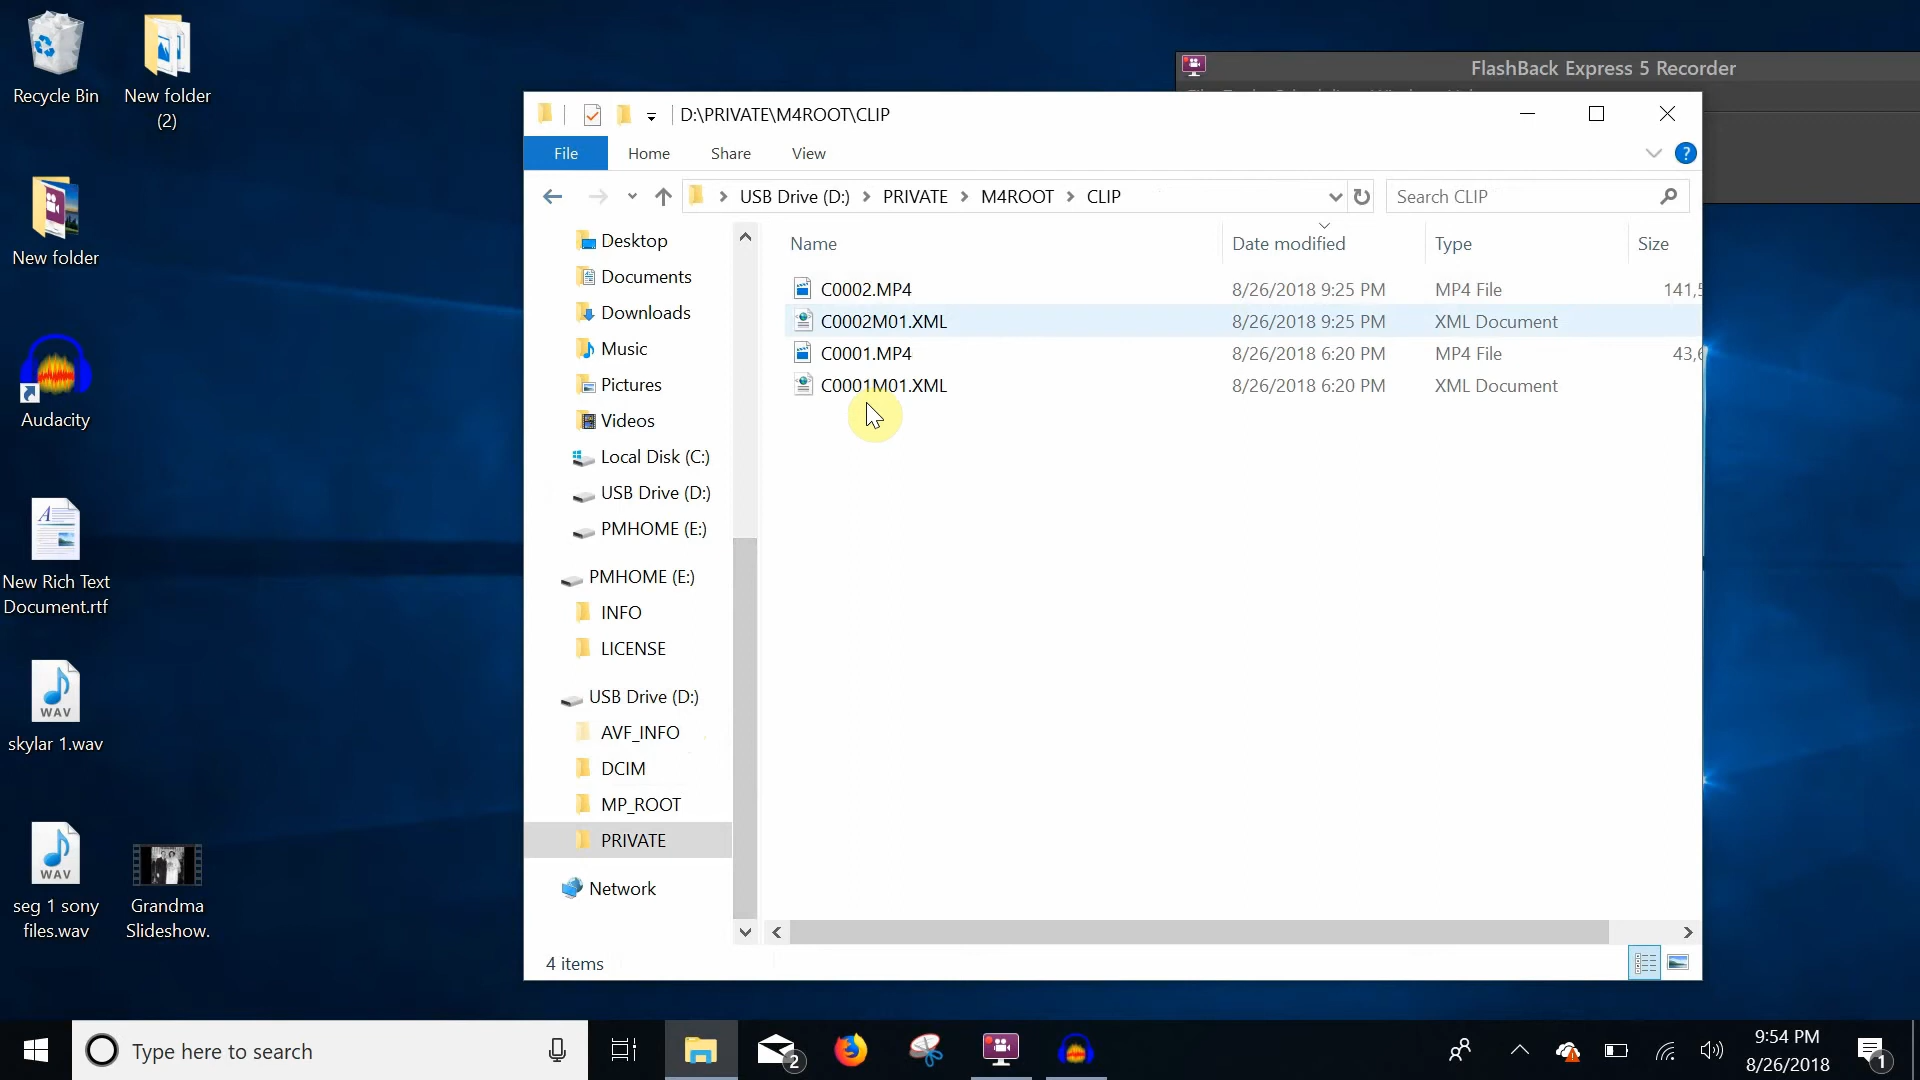 Recycle Bin
New folder
(2)
New folder
Audacity
New Rich Text
Document.rtf
WAV
skylar 1.wav
WAV
seg 1 sony
files.wav
Grandma
Slideshow.
FlashBack Express 5 Recorder
D:\PRIVATE\M4ROOT\CLIP
File
Home
Share
View
?
USB Drive (D:)
PRIVATE
M4ROOT
CLIP
Search CLIP
Desktop
Documents
Downloads
Music
Pictures
Videos
Local Disk (C:)
USB Drive (D:)
PMHOME (E:)
PMHOME (E:)
INFO
LICENSE
USB Drive (D:)
AVF_INFO
DCIM
MP_ROOT
PRIVATE
Network
Name Date modified Type Size
C0002.MP4 8/26/2018 9:25 PM MP4 File 141,5
C0002M01.XML 8/26/2018 9:25 PM XML Document
C0001.MP4 8/26/2018 6:20 PM MP4 File 43,6
C0001M01.XML 8/26/2018 6:20 PM XML Document
4 items
Type here to search
2
9:54 PM
8/26/2018
1